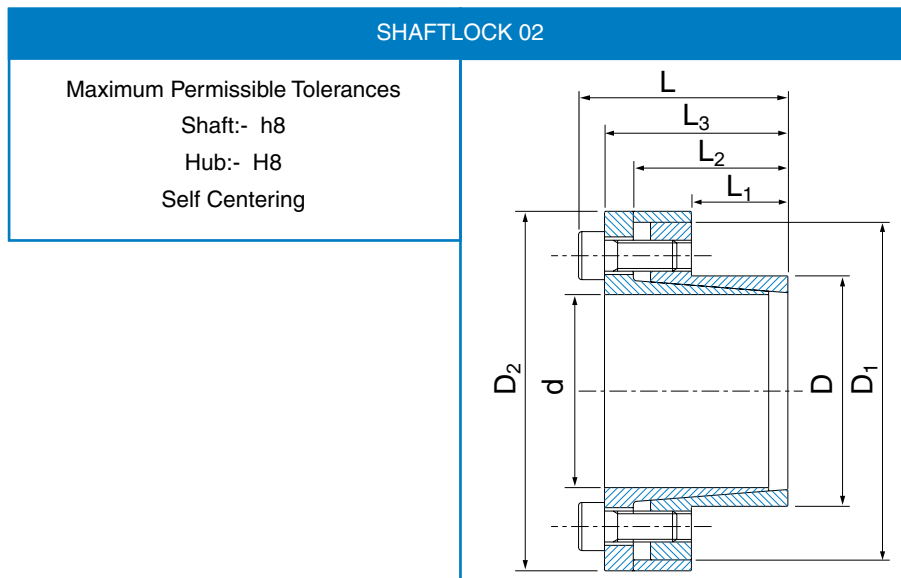 SHAFTLOCK 02
Maximum Permissible Tolerances
Shaft:- h8
Hub:- H8
Self Centering
L
L₃
L₂
L₁
D₂
d
D
D₁